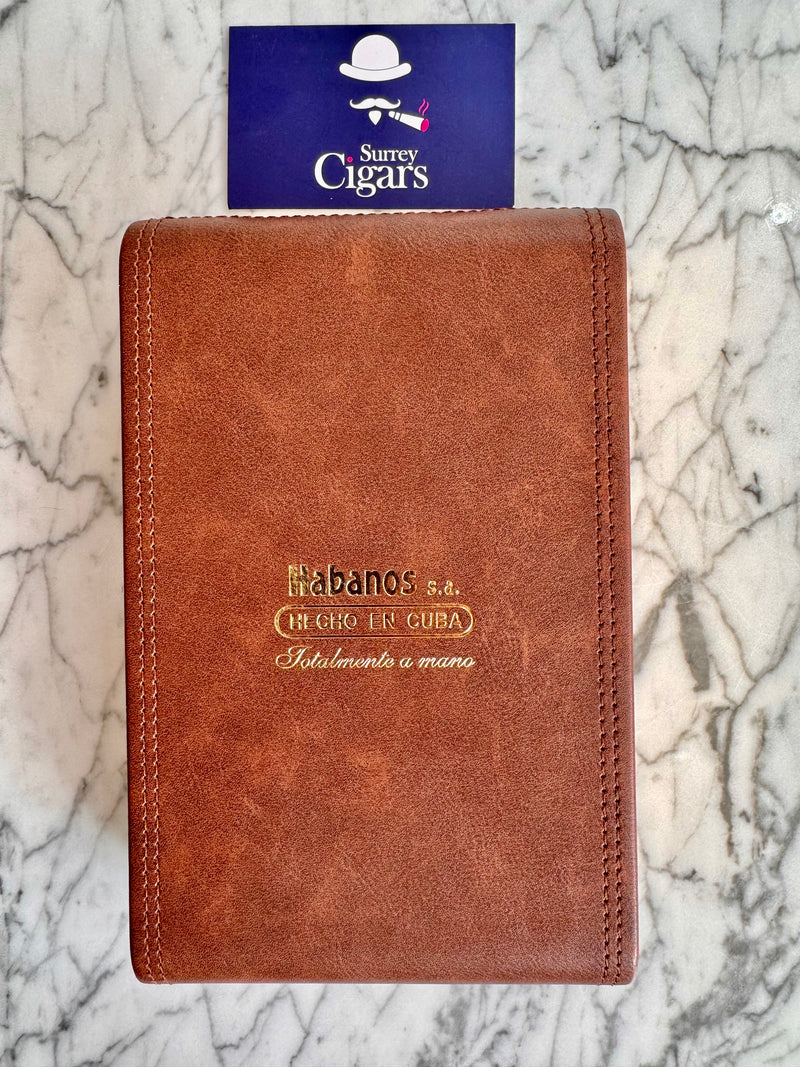 Surrey
Cigars
Habanos s.a.
HECHO EN CUBA
Totalmente a mano